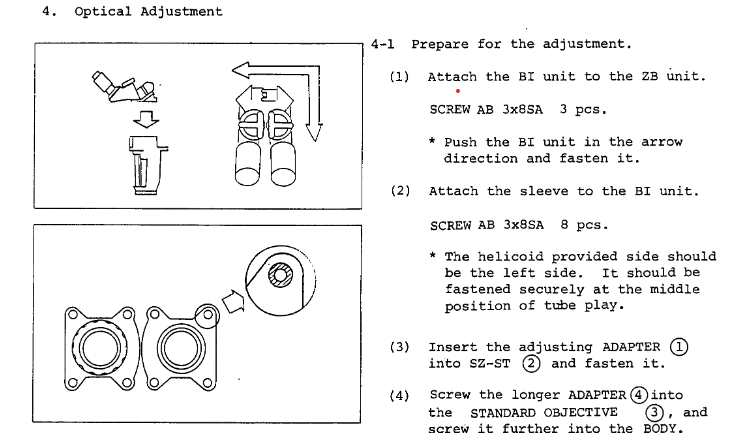 4. Optical Adjustment
4-1 Prepare for the adjustment.
(1) Attach the BI unit to the ZB unit.
SCREW AB 3x8SA 3 pcs.
* Push the BI unit in the arrow
direction and fasten it.
(2) Attach the sleeve to the BI unit.
SCREW AB 3x8SA 8 pcs.
* The helicoid provided side should
be the left side. It should be
fastened securely at the middle
position of tube play.
(3) Insert the adjusting ADAPTER ①
into SZ-ST ② and fasten it.
(4) Screw the longer ADAPTER ④ into
the STANDARD OBJECTIVE ③, and
screw it further into the BODY.